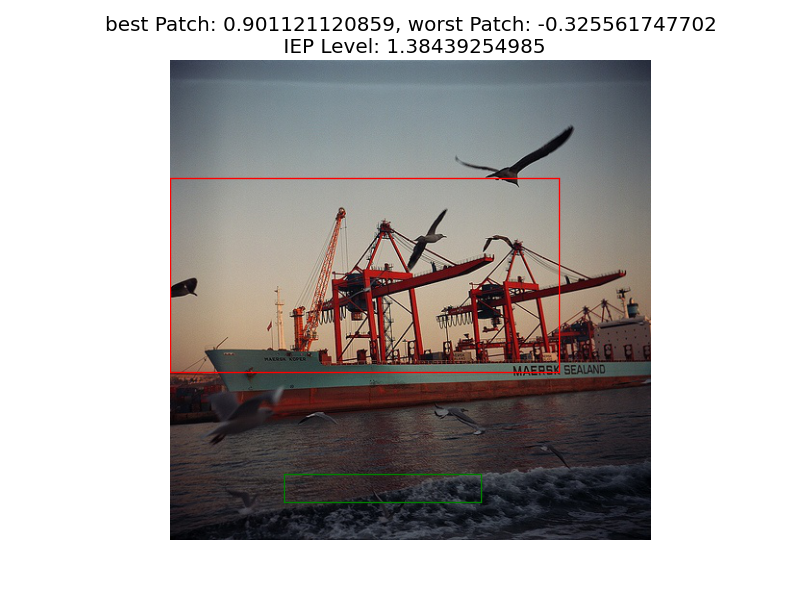 best Patch: 0.901121120859, worst Patch: -0.325561747702
IEP Level: 1.38439254985
MAERSK SEALAND